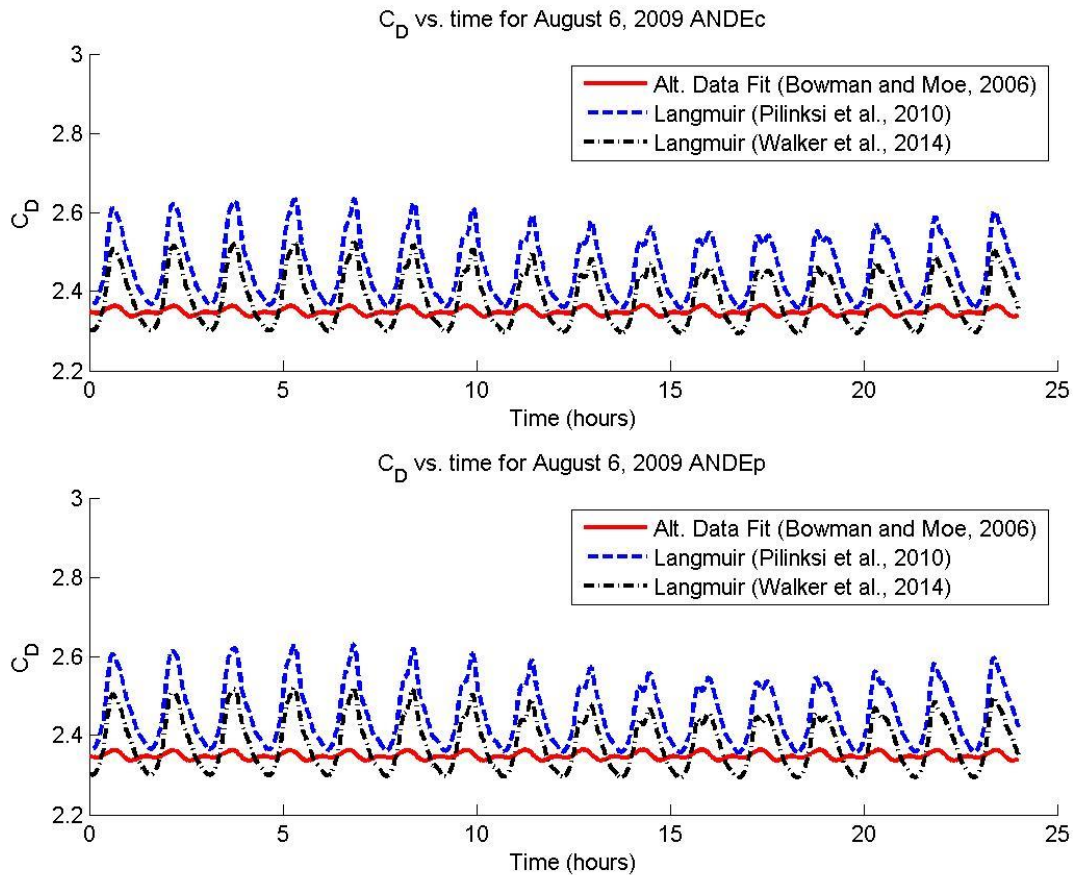 C_D vs. time for August 6, 2009 ANDEc
3
2.8
2.6
2.4
2.2
C_D
Alt. Data Fit (Bowman and Moe, 2006)
Langmuir (Pilinksi et al., 2010)
Langmuir (Walker et al., 2014)
0 5 10 15 20 25
Time (hours)
C_D vs. time for August 6, 2009 ANDEp
3
2.8
2.6
2.4
2.2
C_D
Alt. Data Fit (Bowman and Moe, 2006)
Langmuir (Pilinksi et al., 2010)
Langmuir (Walker et al., 2014)
0 5 10 15 20 25
Time (hours)